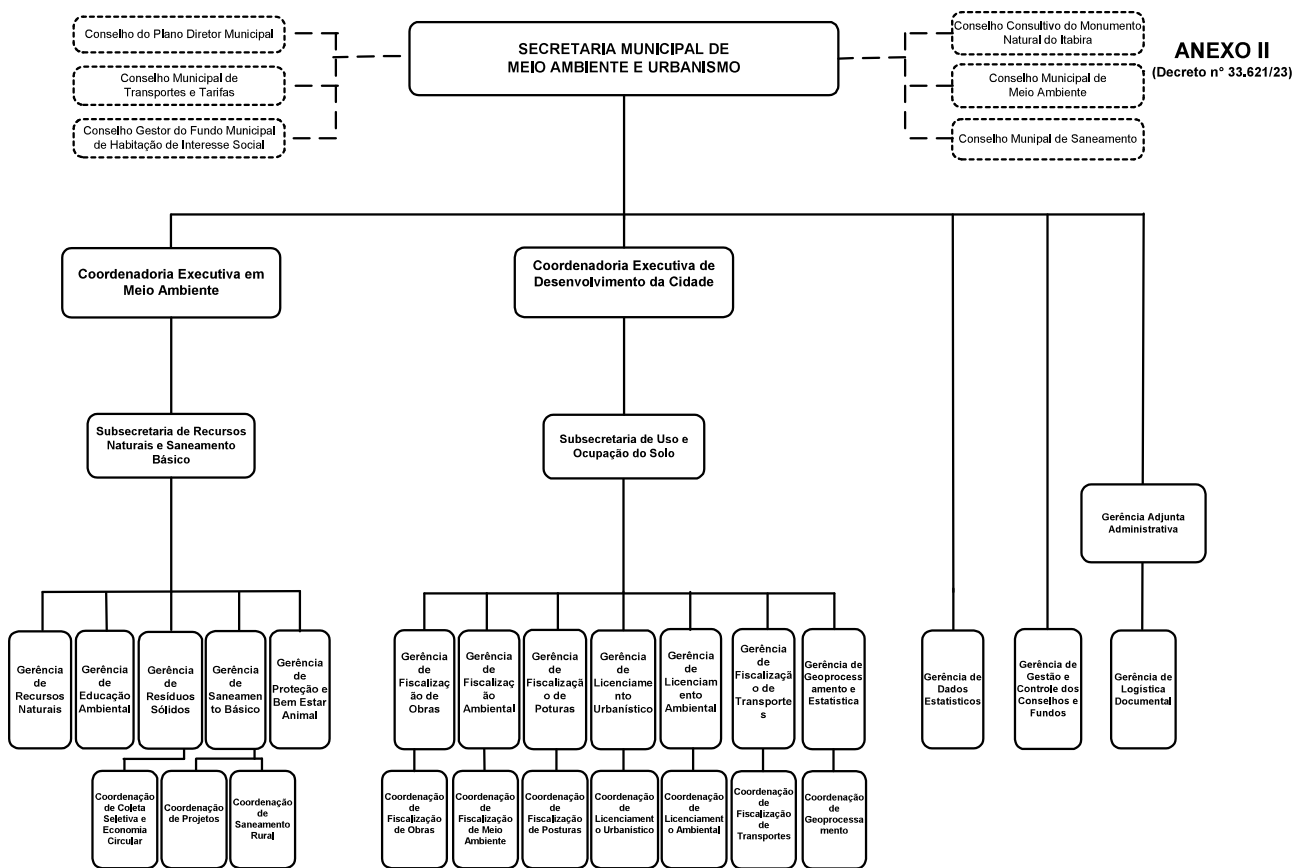 Conselho do Plano Diretor Municipal
Conselho Municipal de
Transportes e Tarifas
Conselho Gestor do Fundo Municipal
de Habitação de Interesse Social
SECRETARIA MUNICIPAL DE
MEIO AMBIENTE E URBANISMO
Conselho Consultivo do Monumento
Natural do Itabira
Conselho Municipal de
Meio Ambiente
Conselho Munipal de Saneamento
ANEXO II
(Decreto n° 33.621/23)
Coordenadoria Executiva em
Meio Ambiente
Coordenadoria Executiva de
Desenvolvimento da Cidade
Subsecretaria de Recursos
Naturais e Saneamento
Básico
Subsecretaria de Uso e
Ocupação do Solo
Gerência Adjunta
Administrativa
Gerência
de
Recursos
Naturais
Gerência
de
Educação
Ambiental
Gerência
de
Resíduos
Sólidos
Gerência
de
Saneamen
to Básico
Gerência
de
Proteção e
Bem Estar
Animal
Gerência
de
Fiscalizaçã
o de
Obras
Gerência
de
Fiscalizaç
ão
Ambiental
Gerência
de
Fiscalizaçã
o de
Poturas
Gerência
de
Licenciame
nto
Urbanístico
Gerência
de
Licenciam
ento
Ambiental
Gerência
de
Fiscalizaçã
o de
Transporte
s
Gerência de
Geoprocess
amento e
Estatistica
Gerência de
Dados
Estatísticos
Gerência de
Gestão e
Controle dos
Conselhos e
Fundos
Gerência de
Logistica
Documental
Coordenação
de Coleta
Seletiva e
Economia
Circular
Coordenação
de Projetos
Coordenação
de
Saneamento
Rural
Coordenação
de
Fiscalização
de Obras
Coordenação
de
Fiscalização
de Meio
Ambiente
Coordenação
de
Fiscalização
de Posturas
Coordenação
de
Licenciament
o Urbanístico
Coordenação
de
Licenciament
o Ambiental
Coordenação
de
Fiscalização
de
Transportes
Coordenação
de
Geoprocessa
mento